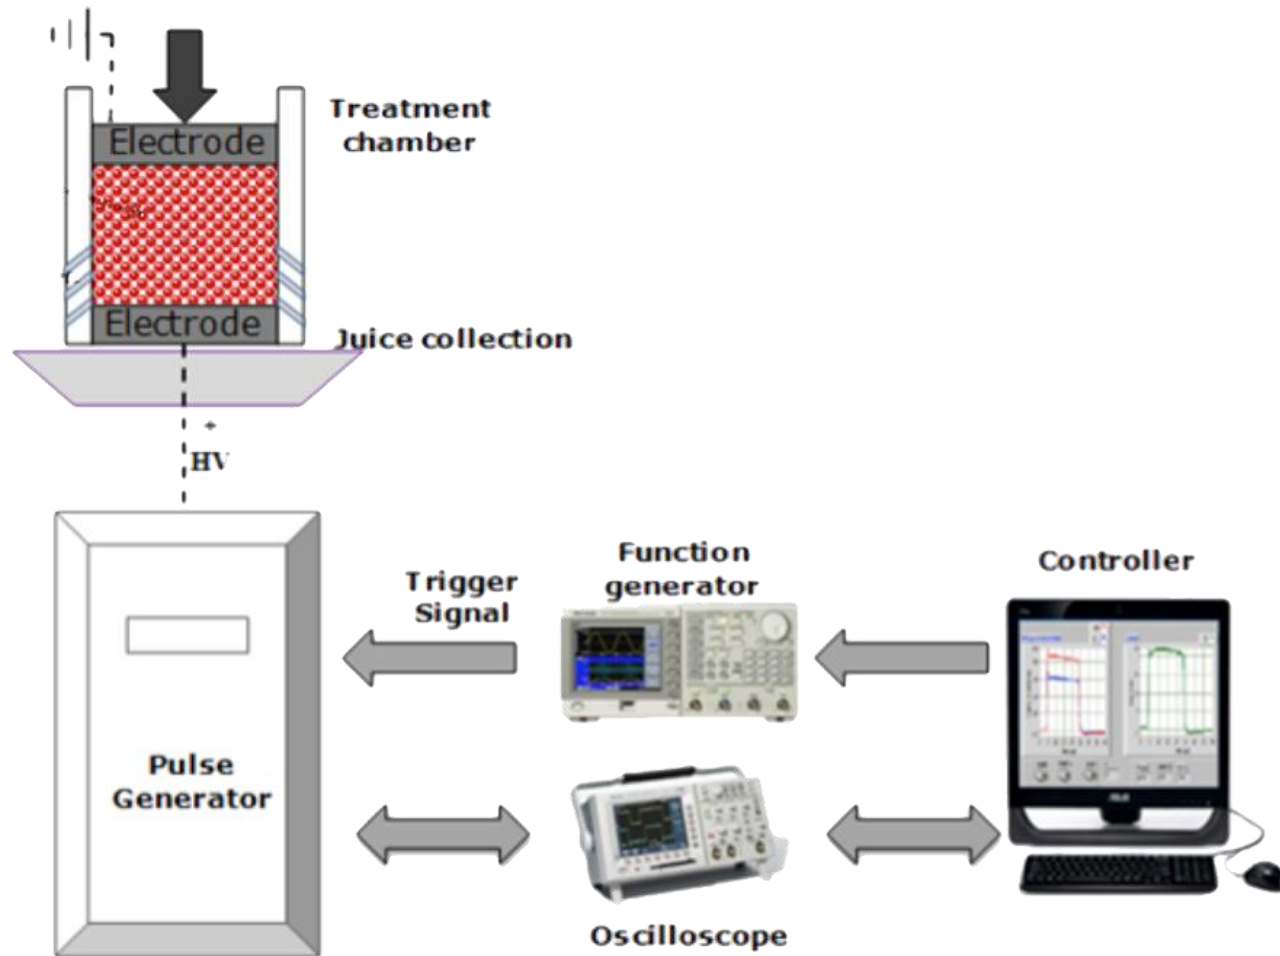 Treatment
chamber
Electrode
Electrode
Juice collection
+
HV
Function
generator
Controller
Trigger
Signal
Pulse
Generator
Oscilloscope